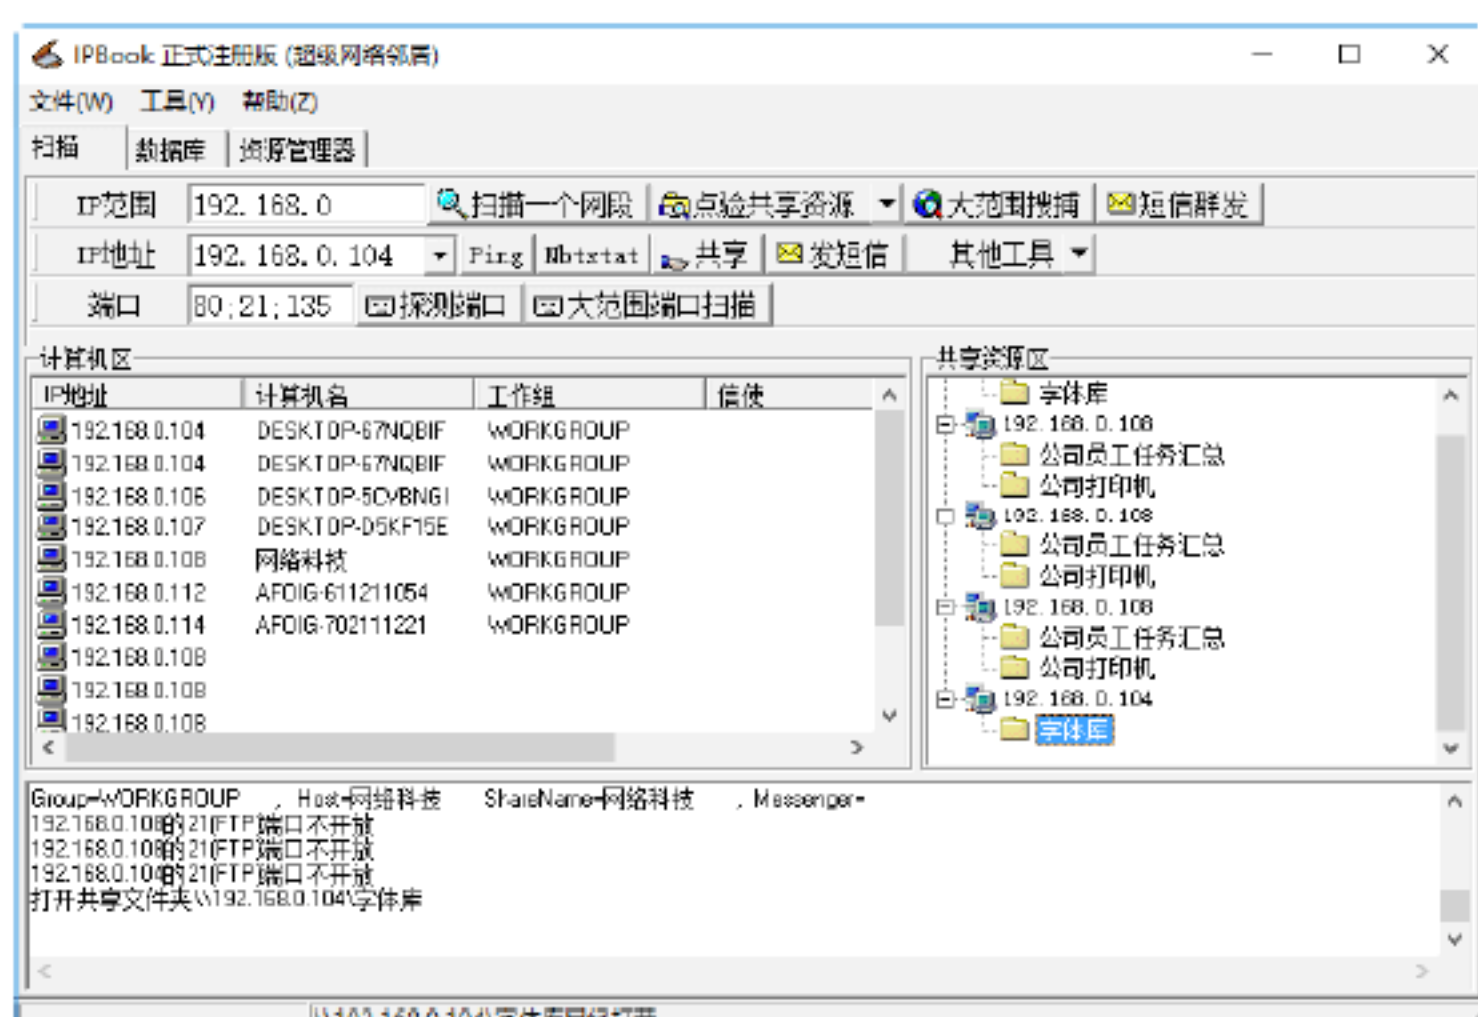 IPBook 正式注册版 (超级网络邻居)
文件(W) 工具(Y) 帮助(Z)
扫描 数据库 资源管理器
IP范围 192.168.0 扫描一个网段 点验共享资源 大范围搜捕 短信群发
IP地址 192.168.0.104 Ping Nbtstat 共享 发短信 其他工具
端口 80;21;135 探测端口 大范围端口扫描
计算机区
IP地址 计算机名 工作组 信使
192.168.0.104 DESKTOP-67NQBIF WORKGROUP
192.168.0.104 DESKTOP-67NQBIF WORKGROUP
192.168.0.106 DESKTOP-5CVBNGI WORKGROUP
192.168.0.107 DESKTOP-D5KF15E WORKGROUP
192.168.0.108 网络科技 WORKGROUP
192.168.0.112 AFOIG-611211054 WORKGROUP
192.168.0.114 AFOIG-702111221 WORKGROUP
192.168.0.108
192.168.0.108
192.168.0.108
共享资源区
字体库
192.168.0.108
公司员工任务汇总
公司打印机
192.168.0.108
公司员工任务汇总
公司打印机
192.168.0.108
公司员工任务汇总
公司打印机
192.168.0.104
字体库
Group=WORKGROUP , Host=网络科技 ShareName=网络科技 , Messenger=
192.168.0.108的21(FTP)端口不开放
192.168.0.108的21(FTP)端口不开放
192.168.0.104的21(FTP)端口不开放
打开共享文件夹\\192.168.0.104\字体库